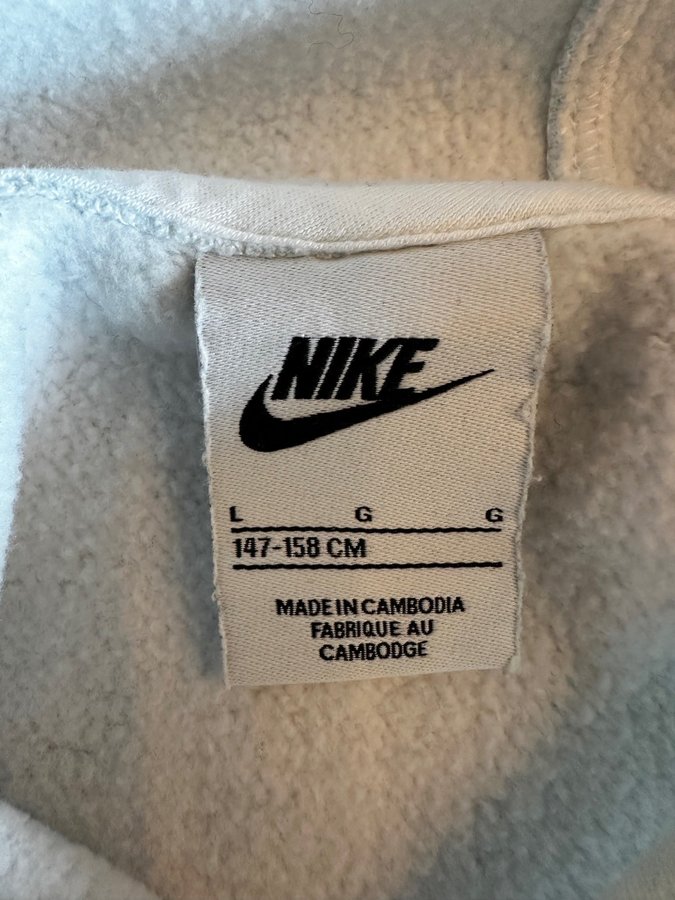 NIKE
L G G
147-158 CM
MADE IN CAMBODIA
FABRIQUE AU
CAMBODGE